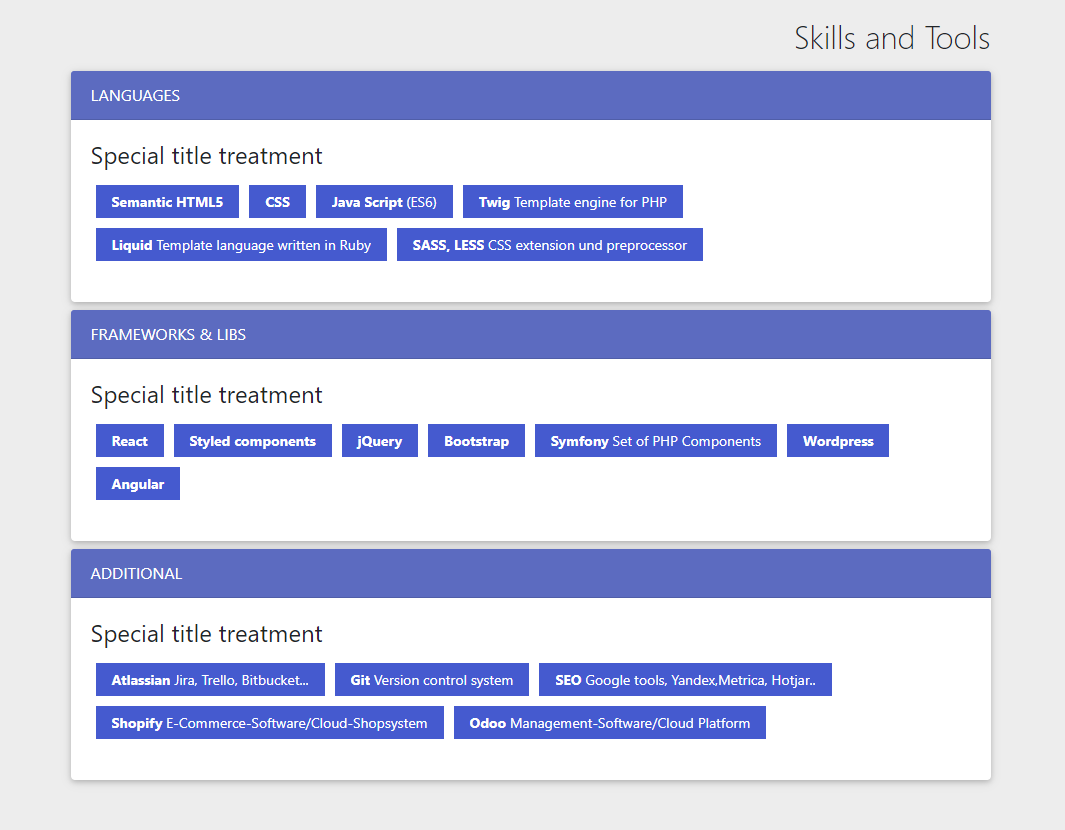 Skills and Tools
LANGUAGES
Special title treatment
Semantic HTML5 CSS Java Script (ES6) Twig Template engine for PHP
Liquid Template language written in Ruby SASS, LESS CSS extension und preprocessor
FRAMEWORKS & LIBS
Special title treatment
React Styled components jQuery Bootstrap Symfony Set of PHP Components Wordpress
Angular
ADDITIONAL
Special title treatment
Atlassian Jira, Trello, Bitbucket... Git Version control system SEO Google tools, Yandex,Metrica, Hotjar..
Shopify E-Commerce-Software/Cloud-Shopsystem Odoo Management-Software/Cloud Platform